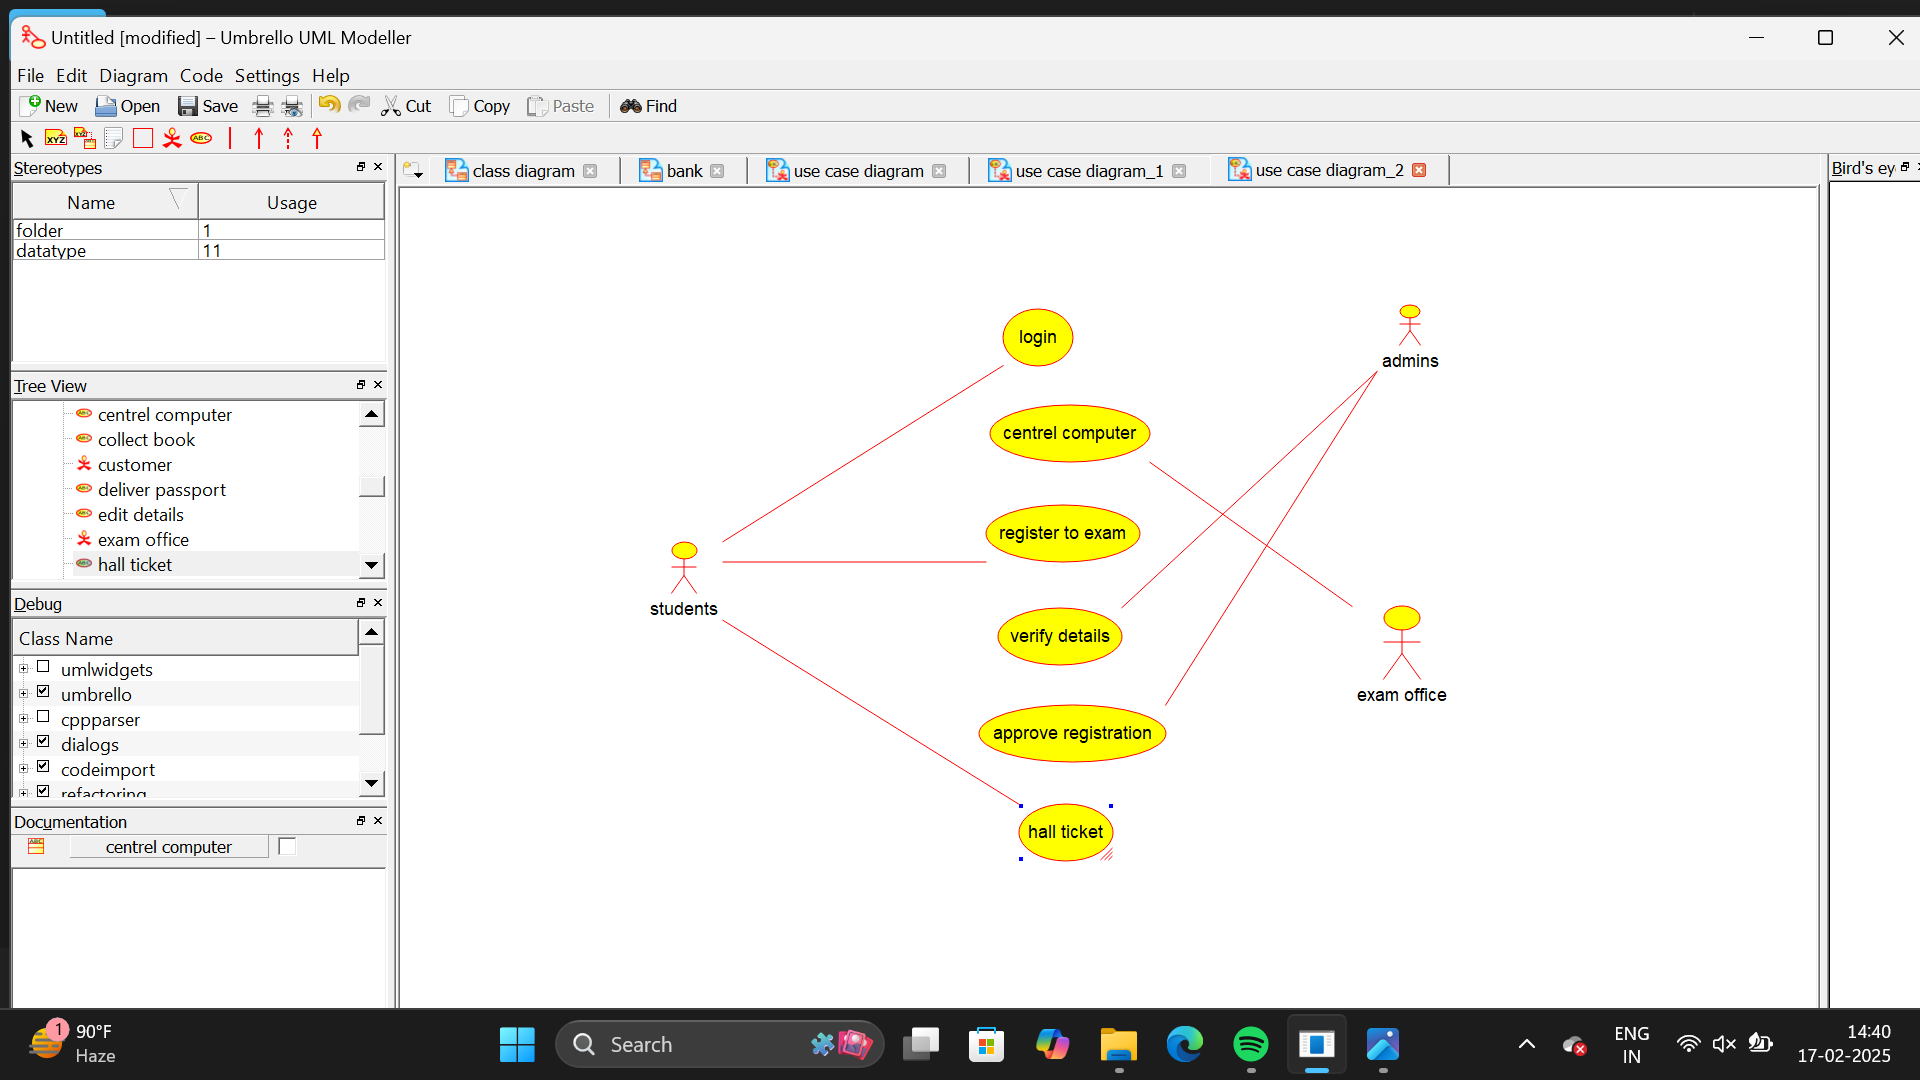 Untitled [modified] – Umbrello UML Modeller
File Edit Diagram Code Settings Help
New Open Save Cut Copy Paste Find
XYZ XYZ ABC
Stereotypes
Name Usage
folder 1
datatype 11
Tree View
centrel computer
collect book
customer
deliver passport
edit details
exam office
hall ticket
Debug
Class Name
umlwidgets
umbrello
cppparser
dialogs
codeimport
refactoring
Documentation
centrel computer
class diagram bank use case diagram use case diagram_1 use case diagram_2
Bird's ey
login
admins
centrel computer
register to exam
students
verify details
exam office
approve registration
hall ticket
1
90°F
Haze
Search
ENG
IN
14:40
17-02-2025